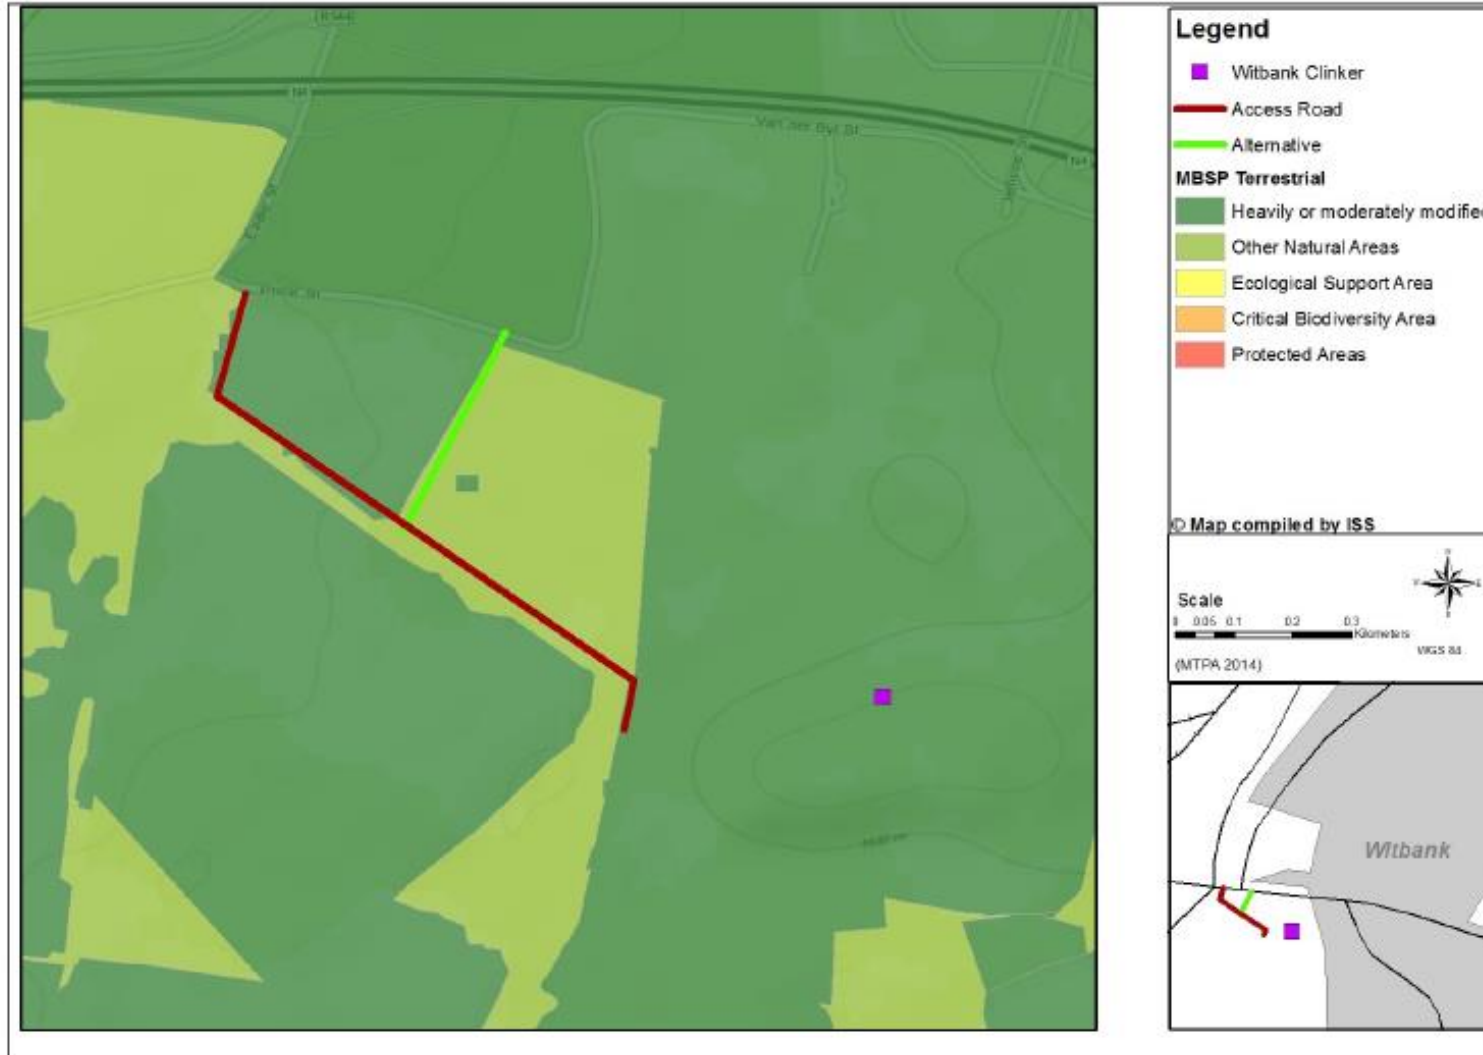 N4
Van der Byl St
N4
Legend
Witbank Clinker
Access Road
Alternative
MBSP Terrestrial
Heavily or moderately modifie
Other Natural Areas
Ecological Support Area
Critical Biodiversity Area
Protected Areas
© Map compiled by ISS
Scale
0 0.05 0.1 0.2 0.3
Kilometers
WGS 84
(MTPA 2014)
Witbank